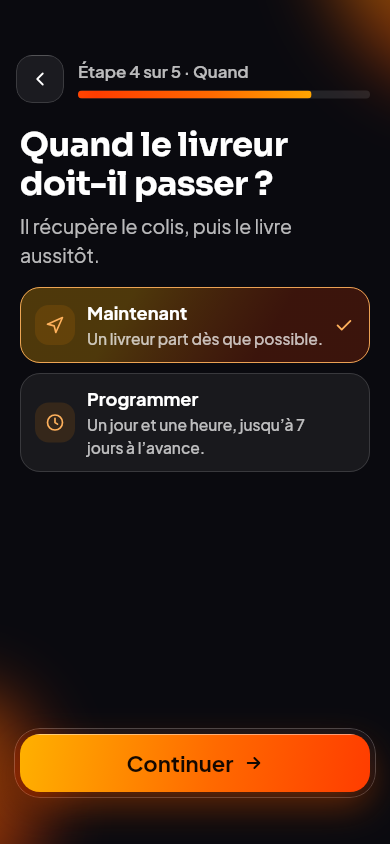 Étape 4 sur 5 · Quand
Quand le livreur
doit-il passer ?
Il récupère le colis, puis le livre
aussitôt.
Maintenant
Un livreur part dès que possible.
Programmer
Un jour et une heure, jusqu’à 7
jours à l’avance.
Continuer →